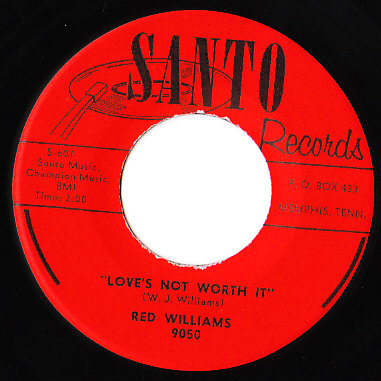 SANTO
Records
S-501
Santo Music,
Champion Music,
BMI
Time: 2:00
P. O. BOX 433
MEMPHIS, TENN.
"LOVE'S NOT WORTH IT"
(W. J. Williams)
RED WILLIAMS
9050